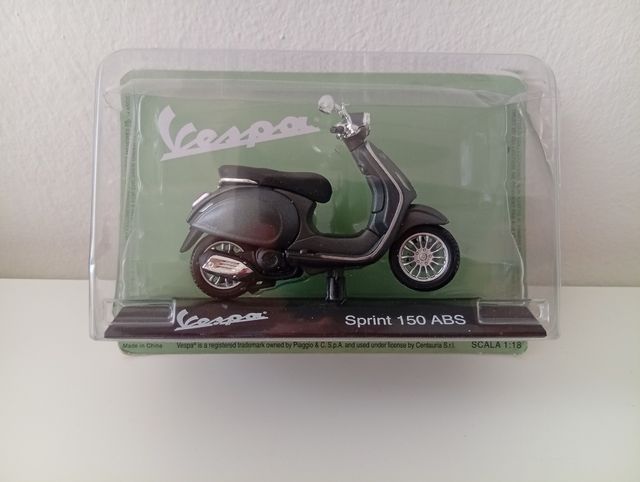 Vespa
Vespa
Sprint 150 ABS
Made in China Vespa® is a registered trademark owned by Piaggio & C. S.p.A. and used under license by Centauria S.r.l. SCALA 1:18